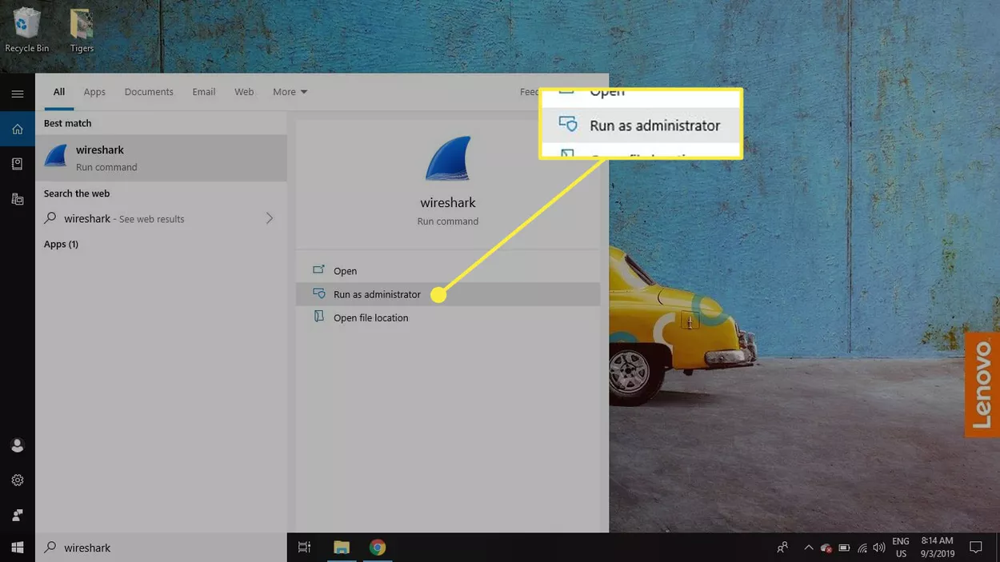 Recycle Bin
Tigers
All Apps Documents Email Web More
Best match
wireshark
Run command
Search the web
wireshark - See web results
Apps (1)
wireshark
Run command
Open
Run as administrator
Open file location
Open
Run as administrator
Lenovo
wireshark
ENG
US
8:14 AM
9/3/2019